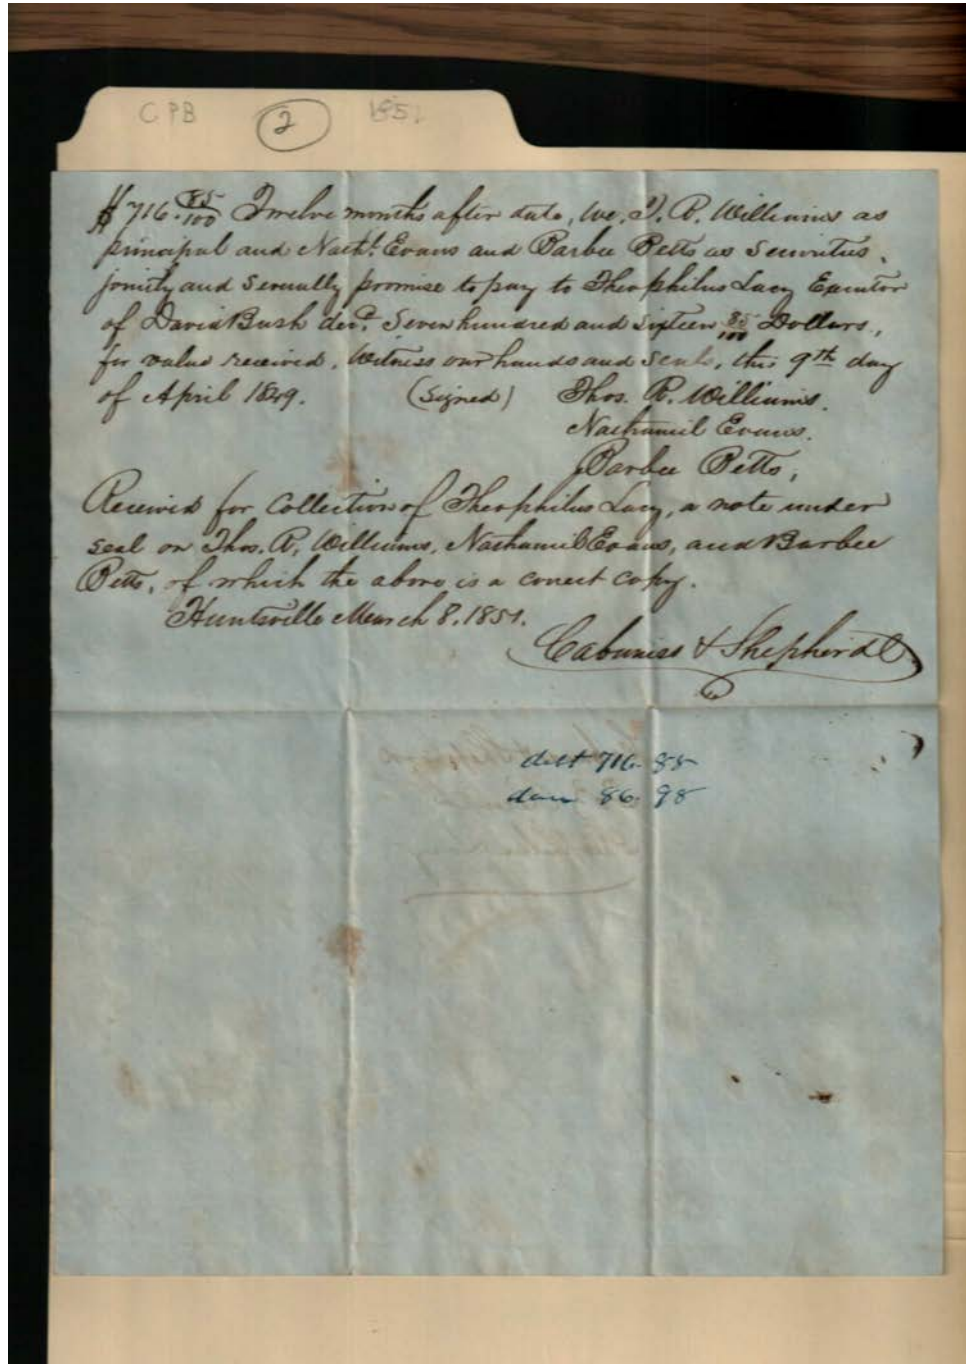 CPB 2 1851
$716.85/100 Twelve months after date, we, T. R. Williams as
principal and Nathl. Evans and Barbee Betts as Securities,
jointly and Severally promise to pay to Theophilus Lacy Executor
of David Bush decd. Seven hundred and sixteen 85/100 Dollars,
for value received. Witness our hands and seals, this 9th day
of April 1849. (signed) Thos. R. Williams.
Nathaniel Evans.
Barbee Betts,
Received for Collection of Theophilus Lacy, a note under
seal on Thos. R. Williams, Nathaniel Evans, and Barbee
Betts, of which the above is a correct copy.
Huntsville March 8. 1851.
Cabaniss & Shepherd
debt 716.85
dam 86.98